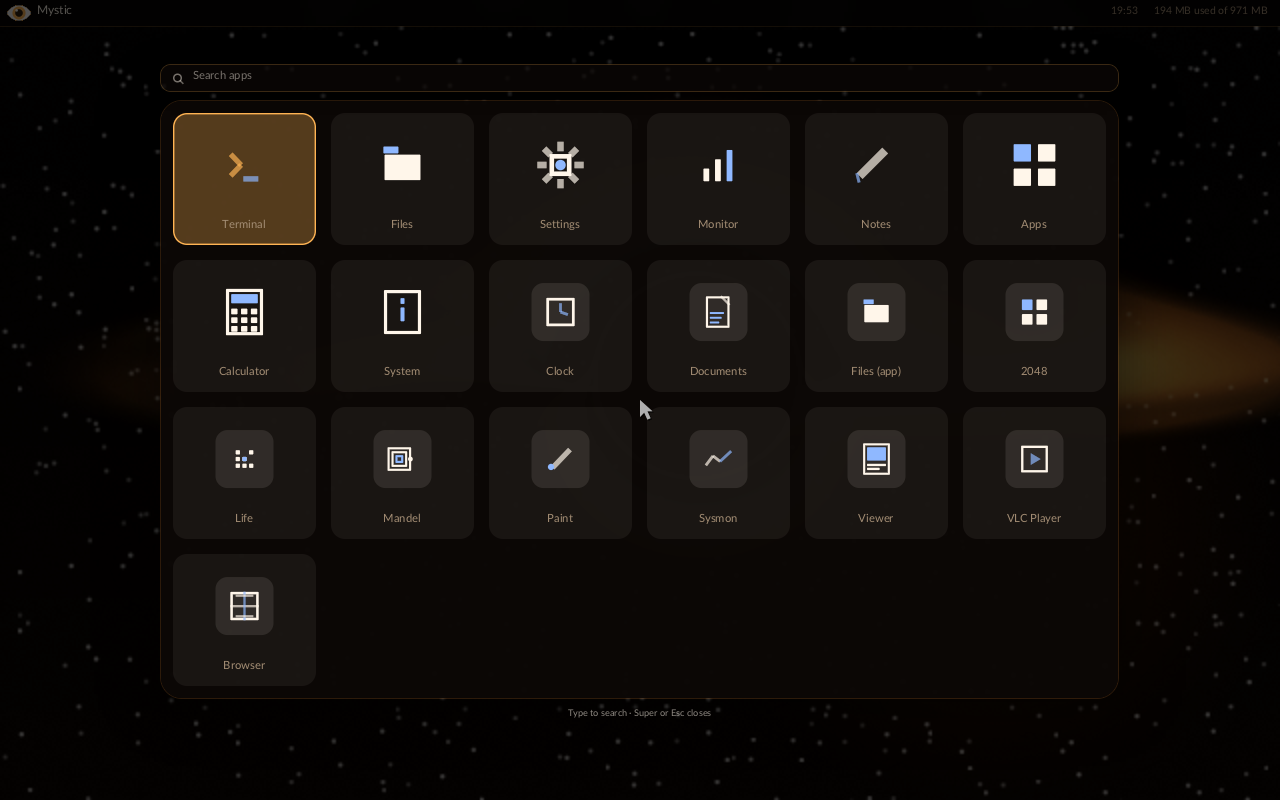 Mystic
19:53 194 MB used of 971 MB
Search apps
Terminal
Files
Settings
Monitor
Notes
Apps
Calculator
System
Clock
Documents
Files (app)
2048
Life
Mandel
Paint
Sysmon
Viewer
VLC Player
Browser
Type to search · Super or Esc closes